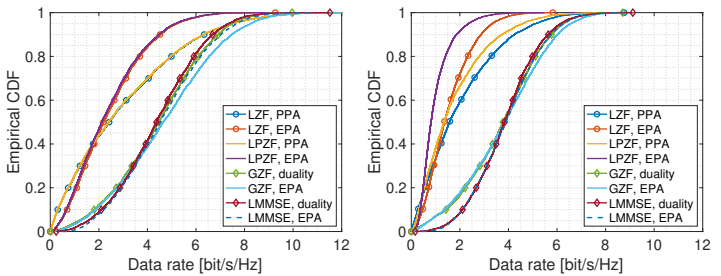 1
0.8
0.6
0.4
0.2
0
Empirical CDF
0 2 4 6 8 10 12
Data rate [bit/s/Hz]
LZF, PPA
LZF, EPA
LPZF, PPA
LPZF, EPA
GZF, duality
GZF, EPA
LMMSE, duality
LMMSE, EPA
1
0.8
0.6
0.4
0.2
0
Empirical CDF
0 2 4 6 8 10 12
Data rate [bit/s/Hz]
LZF, PPA
LZF, EPA
LPZF, PPA
LPZF, EPA
GZF, duality
GZF, EPA
LMMSE, duality
LMMSE, EPA